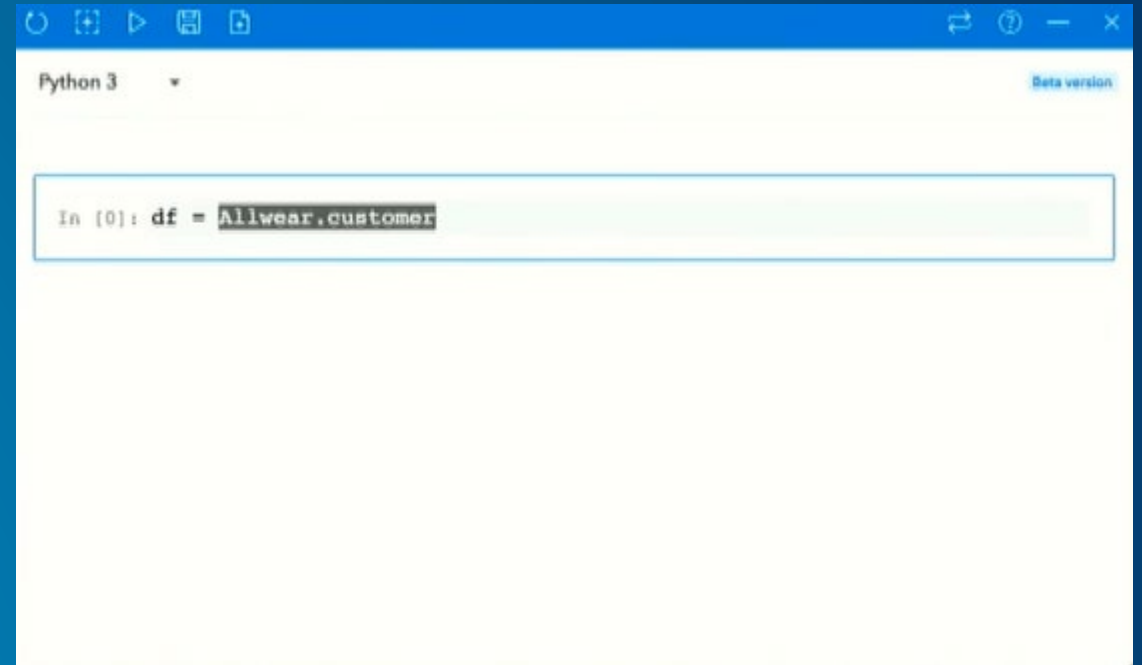 Python 3
Beta version
In [0]: df = Allwear.customer